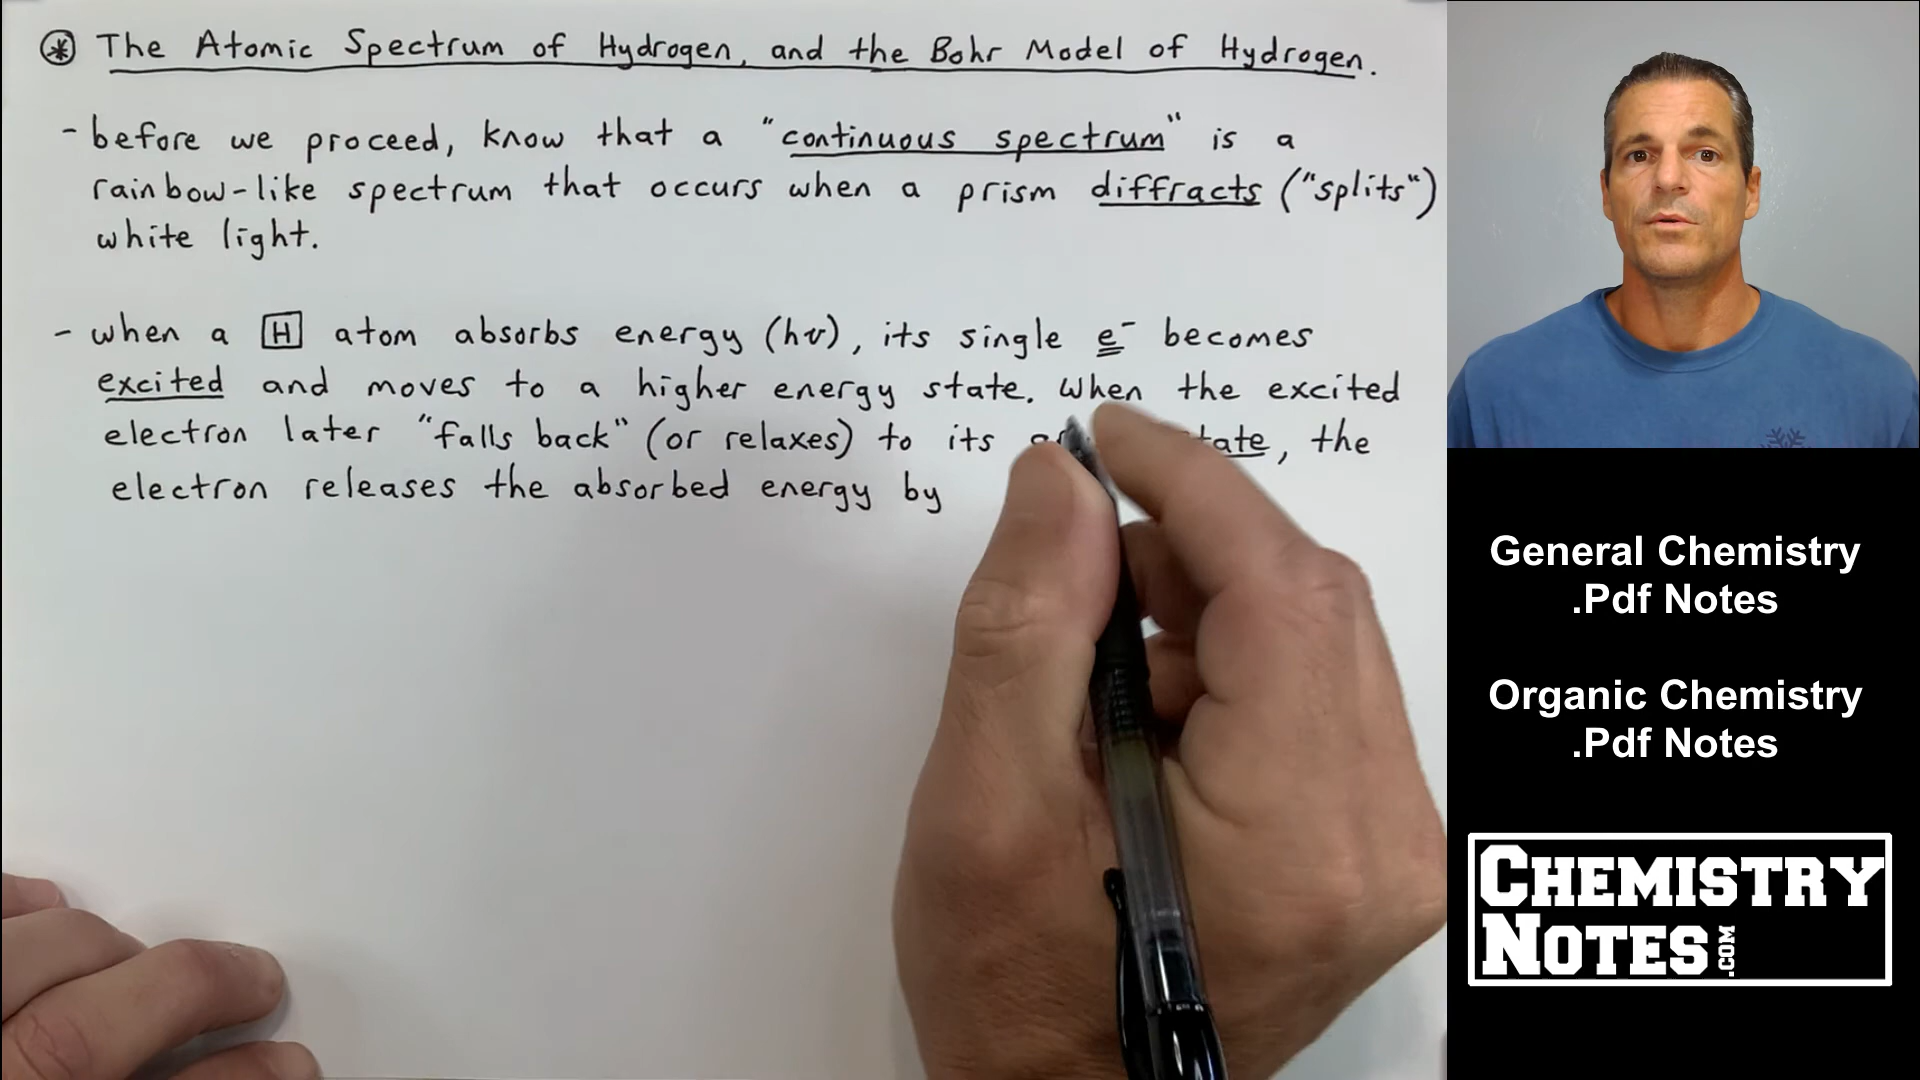 ⊛ The Atomic Spectrum of Hydrogen, and the Bohr Model of Hydrogen.
- before we proceed, know that a "continuous spectrum" is a
rainbow-like spectrum that occurs when a prism diffracts ("splits")
white light.
- when a H atom absorbs energy (hν), its single e⁻ becomes
excited and moves to a higher energy state. When the excited
electron later "falls back" (or relaxes) to its tate, the
electron releases the absorbed energy by
General Chemistry
.Pdf Notes
Organic Chemistry
.Pdf Notes
CHEMISTRY
NOTES.COM